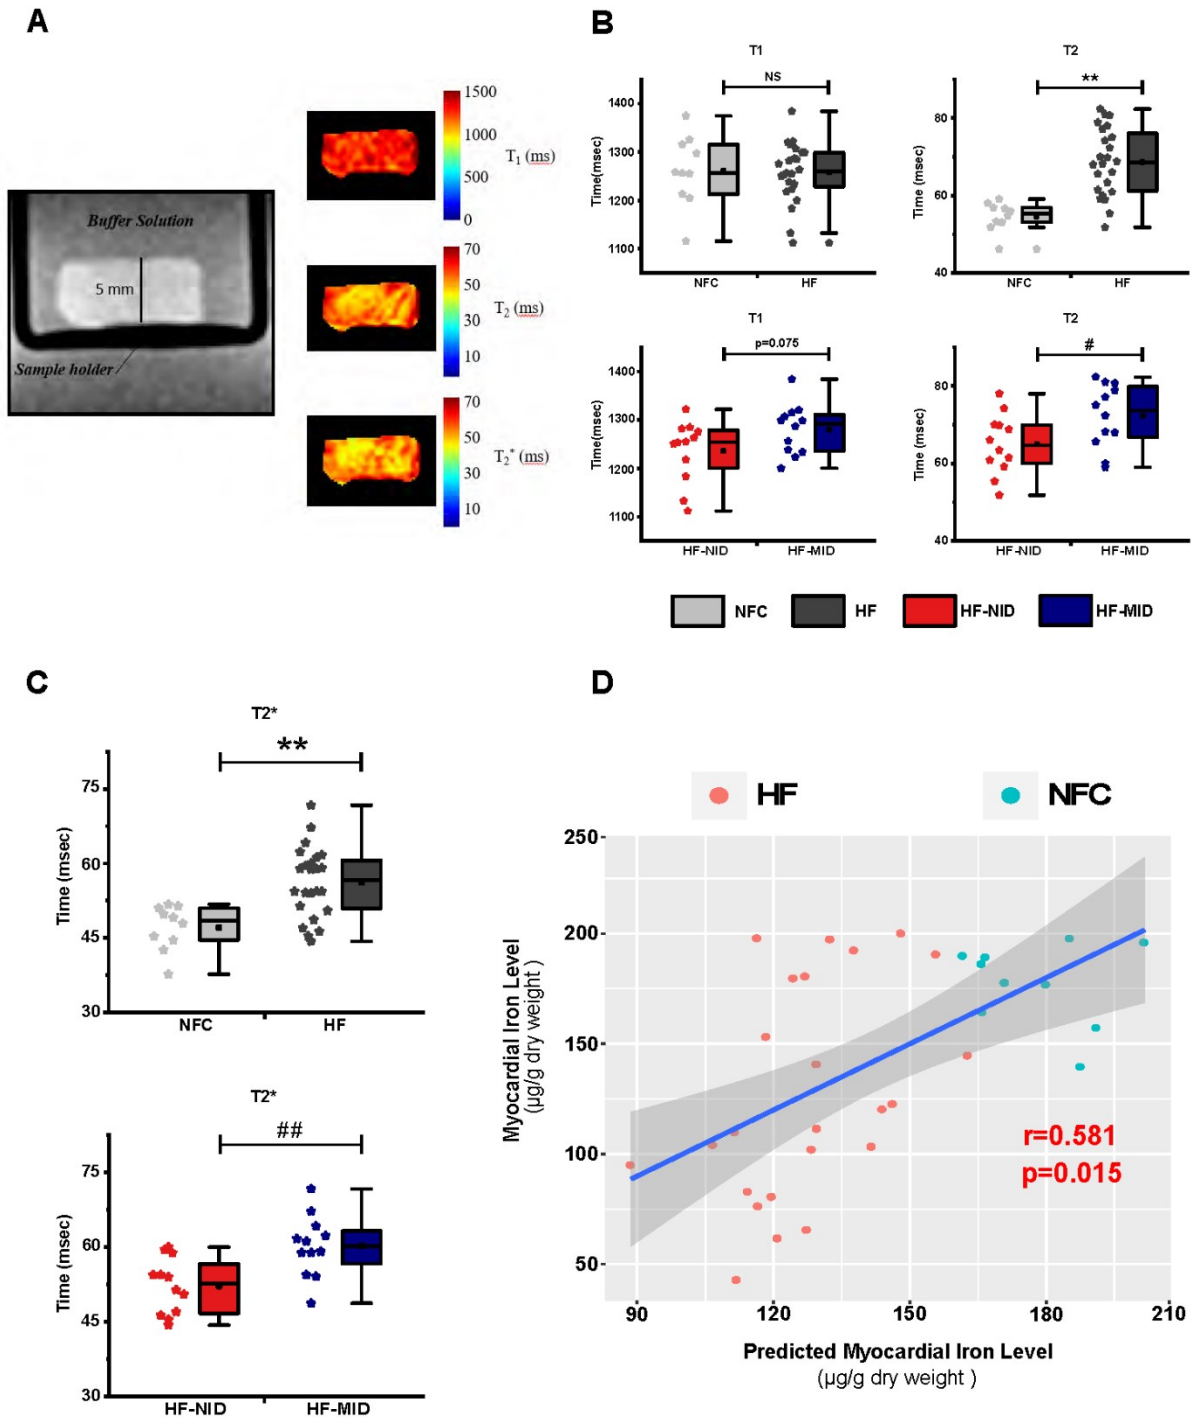 A
Buffer Solution
5 mm
Sample holder
1500
1000
500
0
T1 (ms)
70
50
30
10
T2 (ms)
70
50
30
10
T2* (ms)
B
T1
NS
Time(msec)
1400
1300
1200
1100
NFC
HF
T2
**
Time (msec)
80
60
40
NFC
HF
T1
p=0.075
Time(msec)
1400
1300
1200
1100
HF-NID
HF-MID
T2
#
Time (msec)
80
60
40
HF-NID
HF-MID
NFC
HF
HF-NID
HF-MID
C
T2*
**
Time (msec)
75
60
45
30
NFC
HF
T2*
##
Time (msec)
75
60
45
30
HF-NID
HF-MID
D
HF
NFC
Myocardial Iron Level
(µg/g dry weight )
250
200
150
100
50
r=0.581
p=0.015
90
120
150
180
210
Predicted Myocardial Iron Level
(µg/g dry weight )